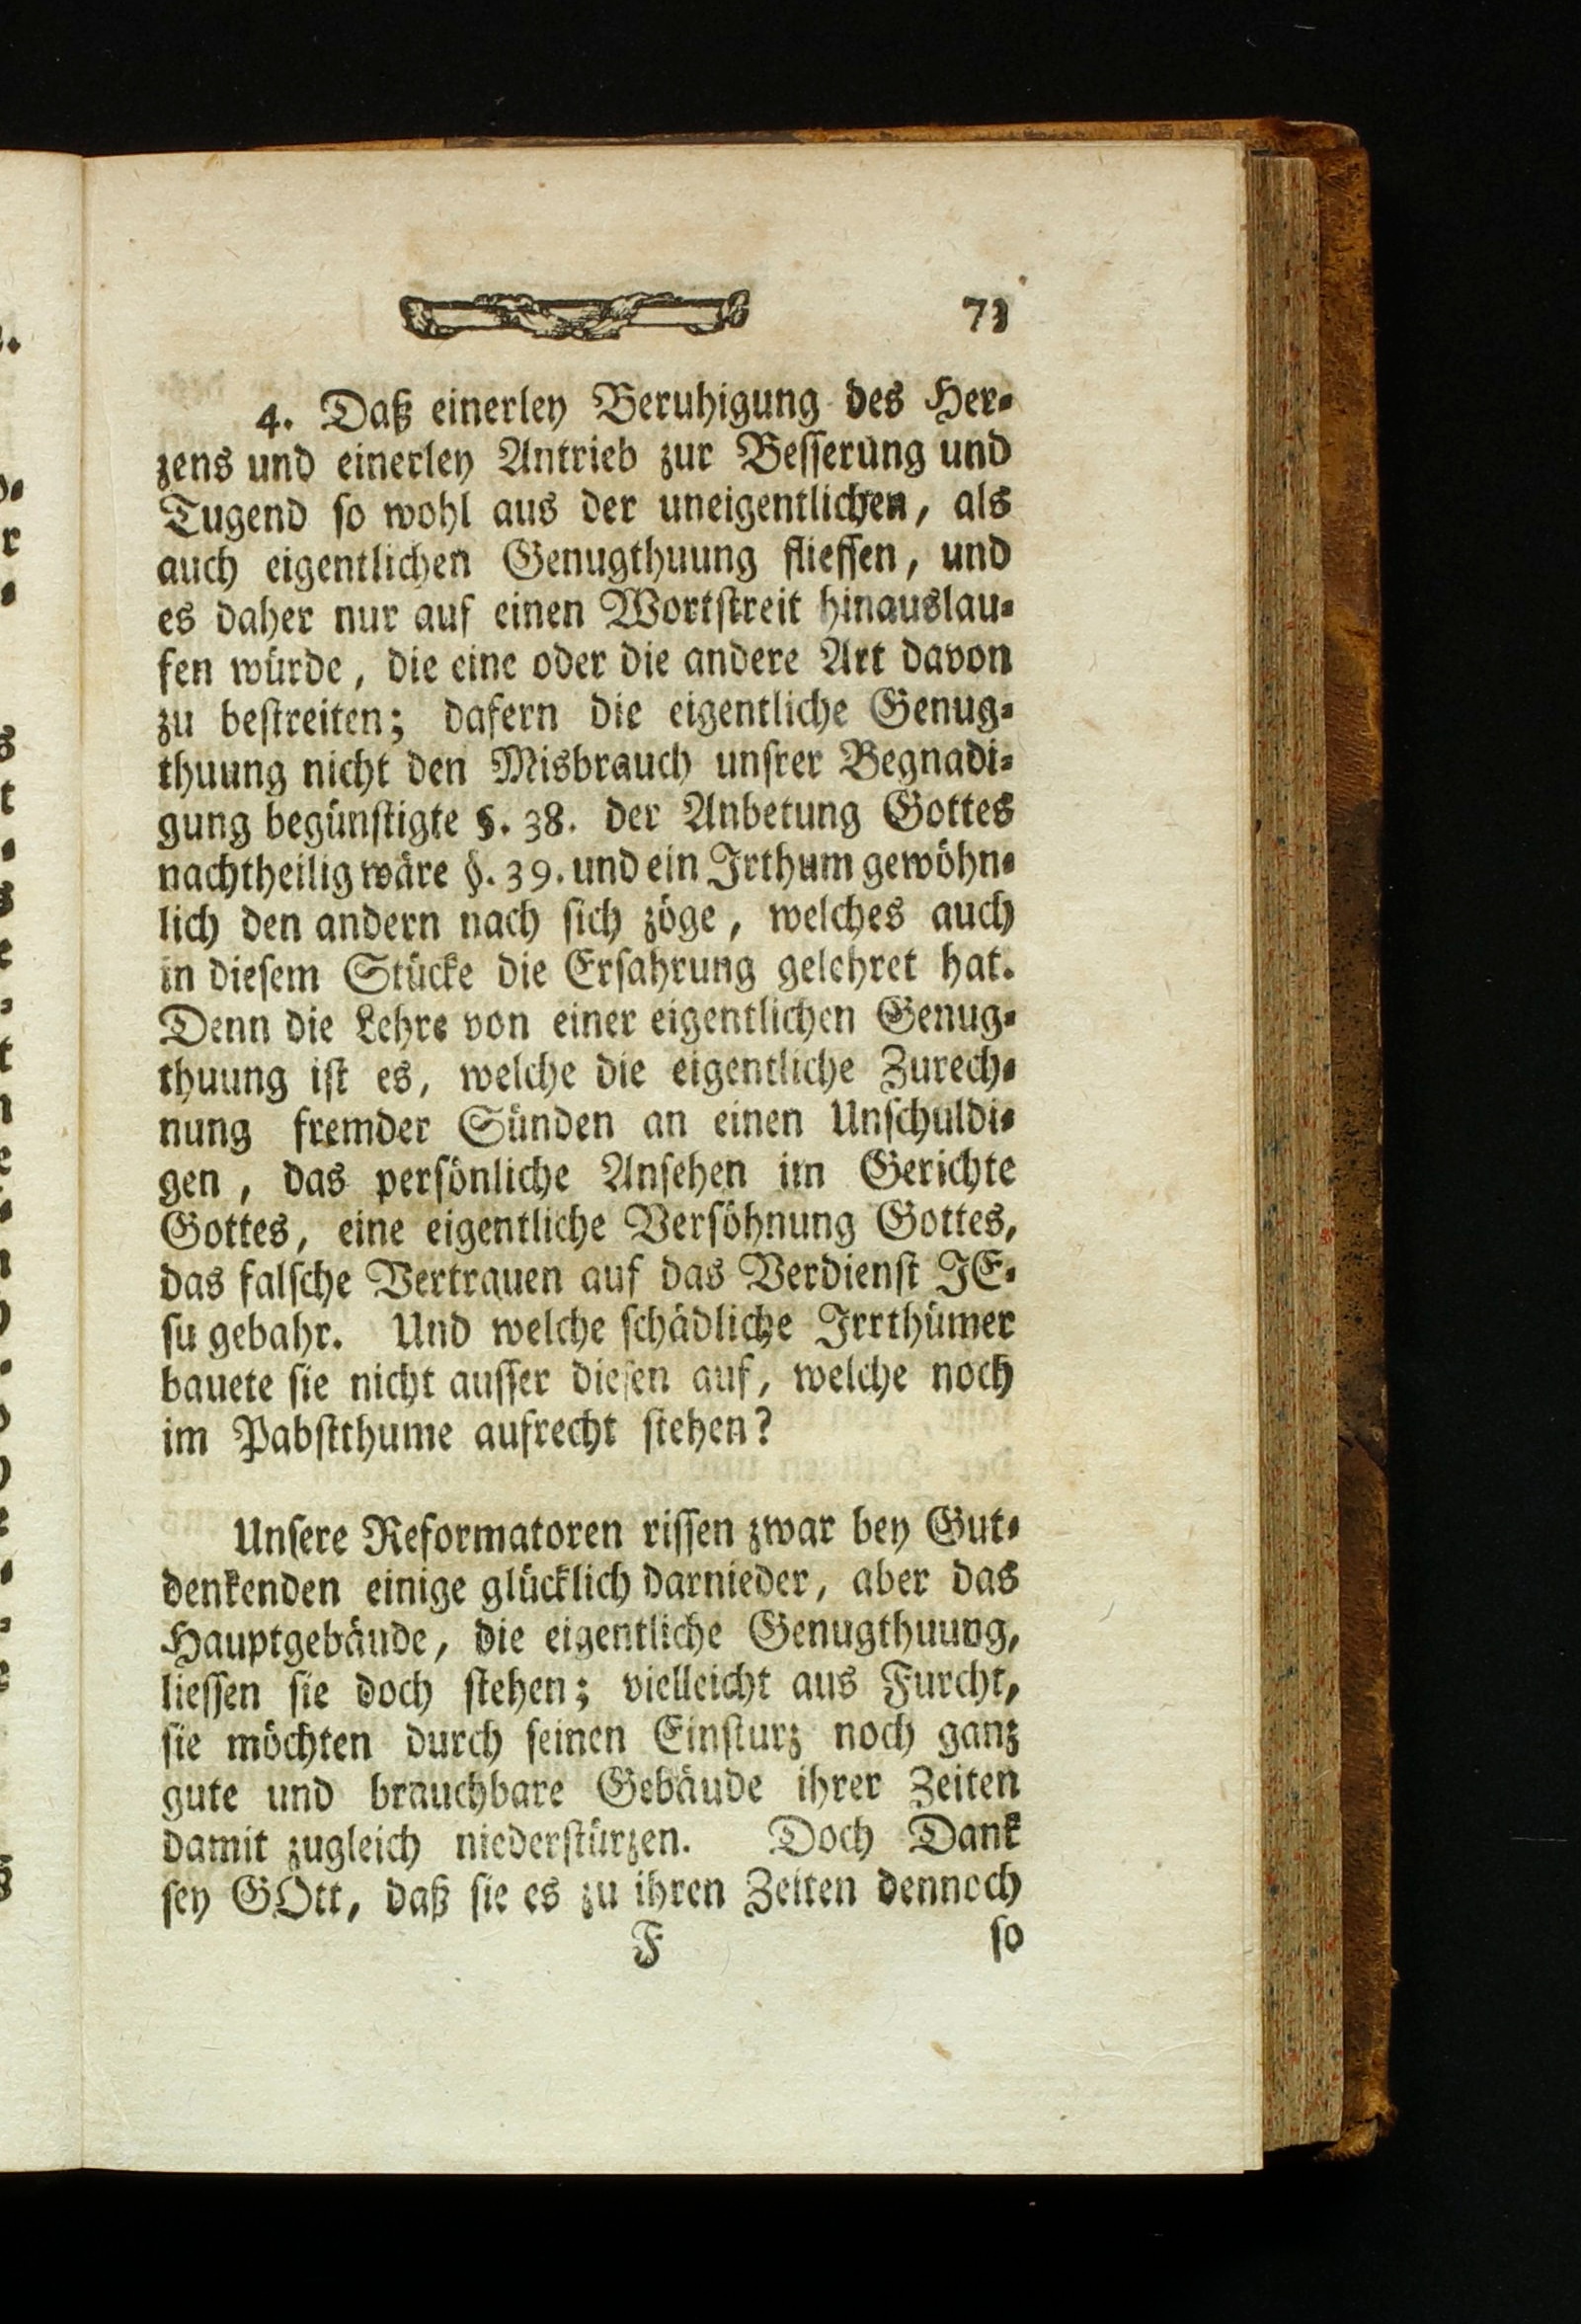 73
4. Daß einerley Beruhigung des Her-
zens und einerley Antrieb zur Besserung und
Tugend so wohl aus der uneigentlichen, als
auch eigentlichen Genugthuung fliessen, und
es daher nur auf einen Wortstreit hinauslau-
fen würde, die eine oder die andere Art davon
zu bestreiten; dafern die eigentliche Genug-
thuung nicht den Misbrauch unsrer Begnadi-
gung begünstigte §. 38. der Anbetung Gottes
nachtheilig wäre §. 39. und ein Irthum gewöhn-
lich den andern nach sich zöge, welches auch
in diesem Stücke die Erfahrung gelehret hat.
Denn die Lehre von einer eigentlichen Genug-
thuung ist es, welche die eigentliche Zurech-
nung fremder Sünden an einen Unschuldi-
gen, das persönliche Ansehen im Gerichte
Gottes, eine eigentliche Versöhnung Gottes,
das falsche Vertrauen auf das Verdienst JE-
su gebahr. Und welche schädliche Irrthümer
bauete sie nicht ausser diesen auf, welche noch
im Pabstthume aufrecht stehen?
Unsere Reformatoren rissen zwar bey Gut-
denkenden einige glücklich darnieder, aber das
Hauptgebäude, die eigentliche Genugthuung,
liessen sie doch stehen; vielleicht aus Furcht,
sie möchten durch seinen Einsturz noch ganz
gute und brauchbare Gebäude ihrer Zeiten
damit zugleich niederstürzen. Doch Dank
sey GOtt, daß sie es zu ihren Zeiten dennoch
F so